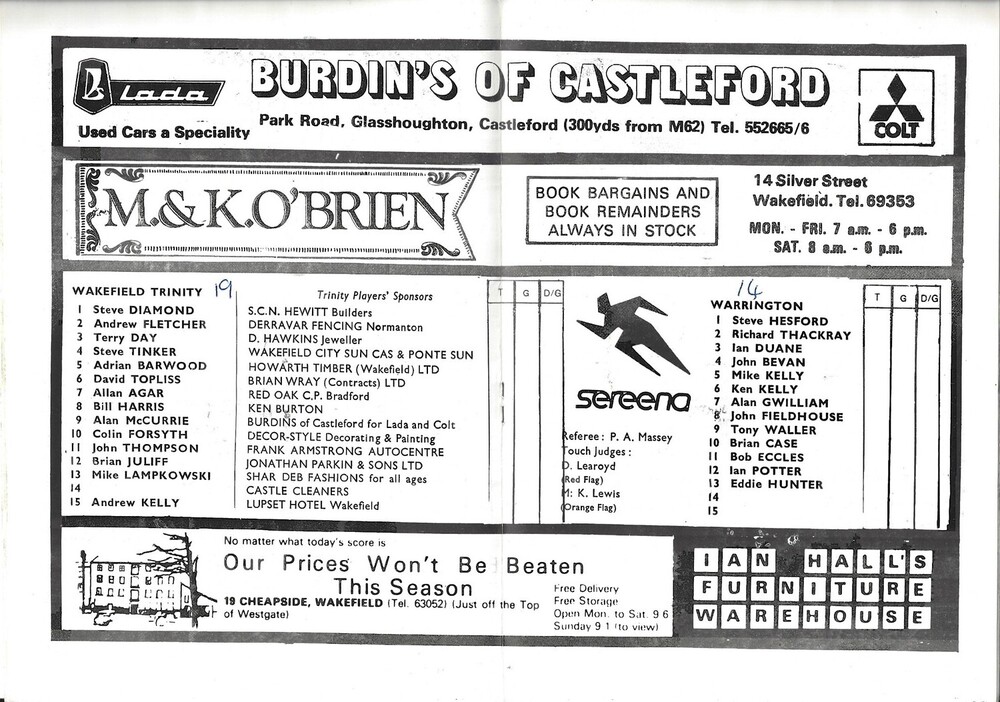 Lada
BURDIN'S OF CASTLEFORD
Used Cars a Speciality
Park Road, Glasshoughton, Castleford (300yds from M62) Tel. 552665/6
COLT
M.&K.O'BRIEN
BOOK BARGAINS AND
BOOK REMAINDERS
ALWAYS IN STOCK
14 Silver Street
Wakefield. Tel. 69353
MON. - FRI. 7 a.m. - 6 p.m.
SAT. 8 a.m. - 6 p.m.
WAKEFIELD TRINITY 19
1 Steve DIAMOND
2 Andrew FLETCHER
3 Terry DAY
4 Steve TINKER
5 Adrian BARWOOD
6 David TOPLISS
7 Allan AGAR
8 Bill HARRIS
9 Alan McCURRIE
10 Colin FORSYTH
11 John THOMPSON
12 Brian JULIFF
13 Mike LAMPKOWSKI
14
15 Andrew KELLY
Trinity Players' Sponsors
S.C.N. HEWITT Builders
DERRAVAR FENCING Normanton
D. HAWKINS Jeweller
WAKEFIELD CITY SUN CAS & PONTE SUN
HOWARTH TIMBER (Wakefield) LTD
BRIAN WRAY (Contracts) LTD
RED OAK C.P. Bradford
KEN BURTON
BURDINS of Castleford for Lada and Colt
DECOR-STYLE Decorating & Painting
FRANK ARMSTRONG AUTOCENTRE
JONATHAN PARKIN & SONS LTD
SHAR DEB FASHIONS for all ages
CASTLE CLEANERS
LUPSET HOTEL Wakefield
T G D/G
sereena
Referee: P. A. Massey
Touch Judges:
D. Learoyd
(Red Flag)
M: K. Lewis
(Orange Flag)
14
WARRINGTON
1 Steve HESFORD
2 Richard THACKRAY
3 Ian DUANE
4 John BEVAN
5 Mike KELLY
6 Ken KELLY
7 Alan GWILLIAM
8 John FIELDHOUSE
9 Tony WALLER
10 Brian CASE
11 Bob ECCLES
12 Ian POTTER
13 Eddie HUNTER
14
15
T G D/G
No matter what today's score is
Our Prices Won't Be Beaten
This Season
19 CHEAPSIDE, WAKEFIELD (Tel. 63052) (Just off the Top
of Westgate)
Free Delivery
Free Storage
Open Mon. to Sat. 9 6
Sunday 9 1 (to view)
IAN HALL'S
FURNITURE
WAREHOUSE